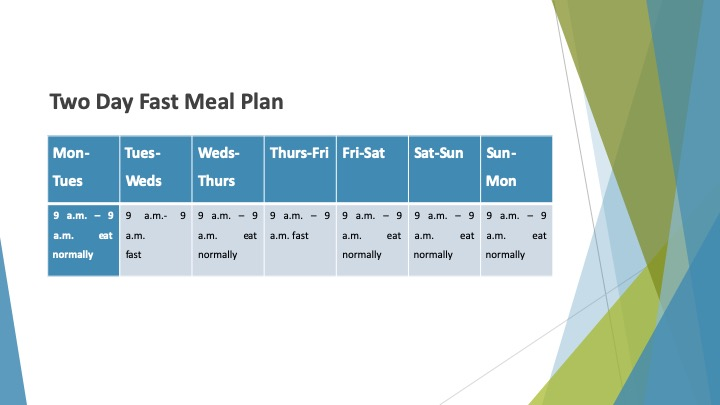 Two Day Fast Meal Plan
Mon-
Tues
Tues-
Weds
Weds-
Thurs
Thurs-Fri
Fri-Sat
Sat-Sun
Sun-
Mon
9 a.m. – 9
a.m. eat
normally
9 a.m.- 9
a.m.
fast
9 a.m. – 9
a.m. eat
normally
9 a.m. – 9
a.m. fast
9 a.m. – 9
a.m. eat
normally
9 a.m. – 9
a.m. eat
normally
9 a.m. – 9
a.m. eat
normally